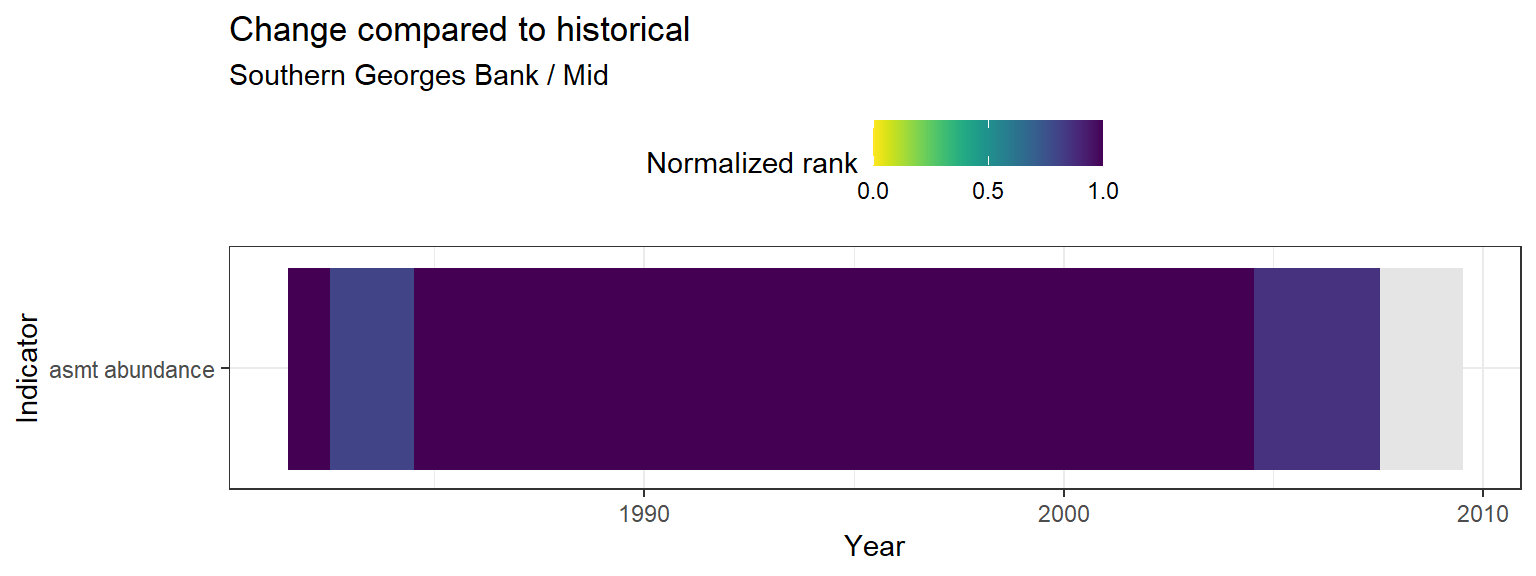 Change compared to historical
Southern Georges Bank / Mid
Normalized rank
0.0 0.5 1.0
Indicator
asmt abundance
1990 2000 2010
Year